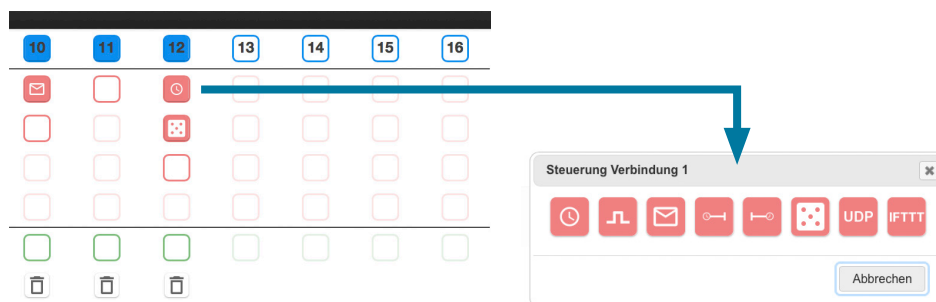 10 11 12 13 14 15 16
Steuerung Verbindung 1
UDP IFTTT
Abbrechen